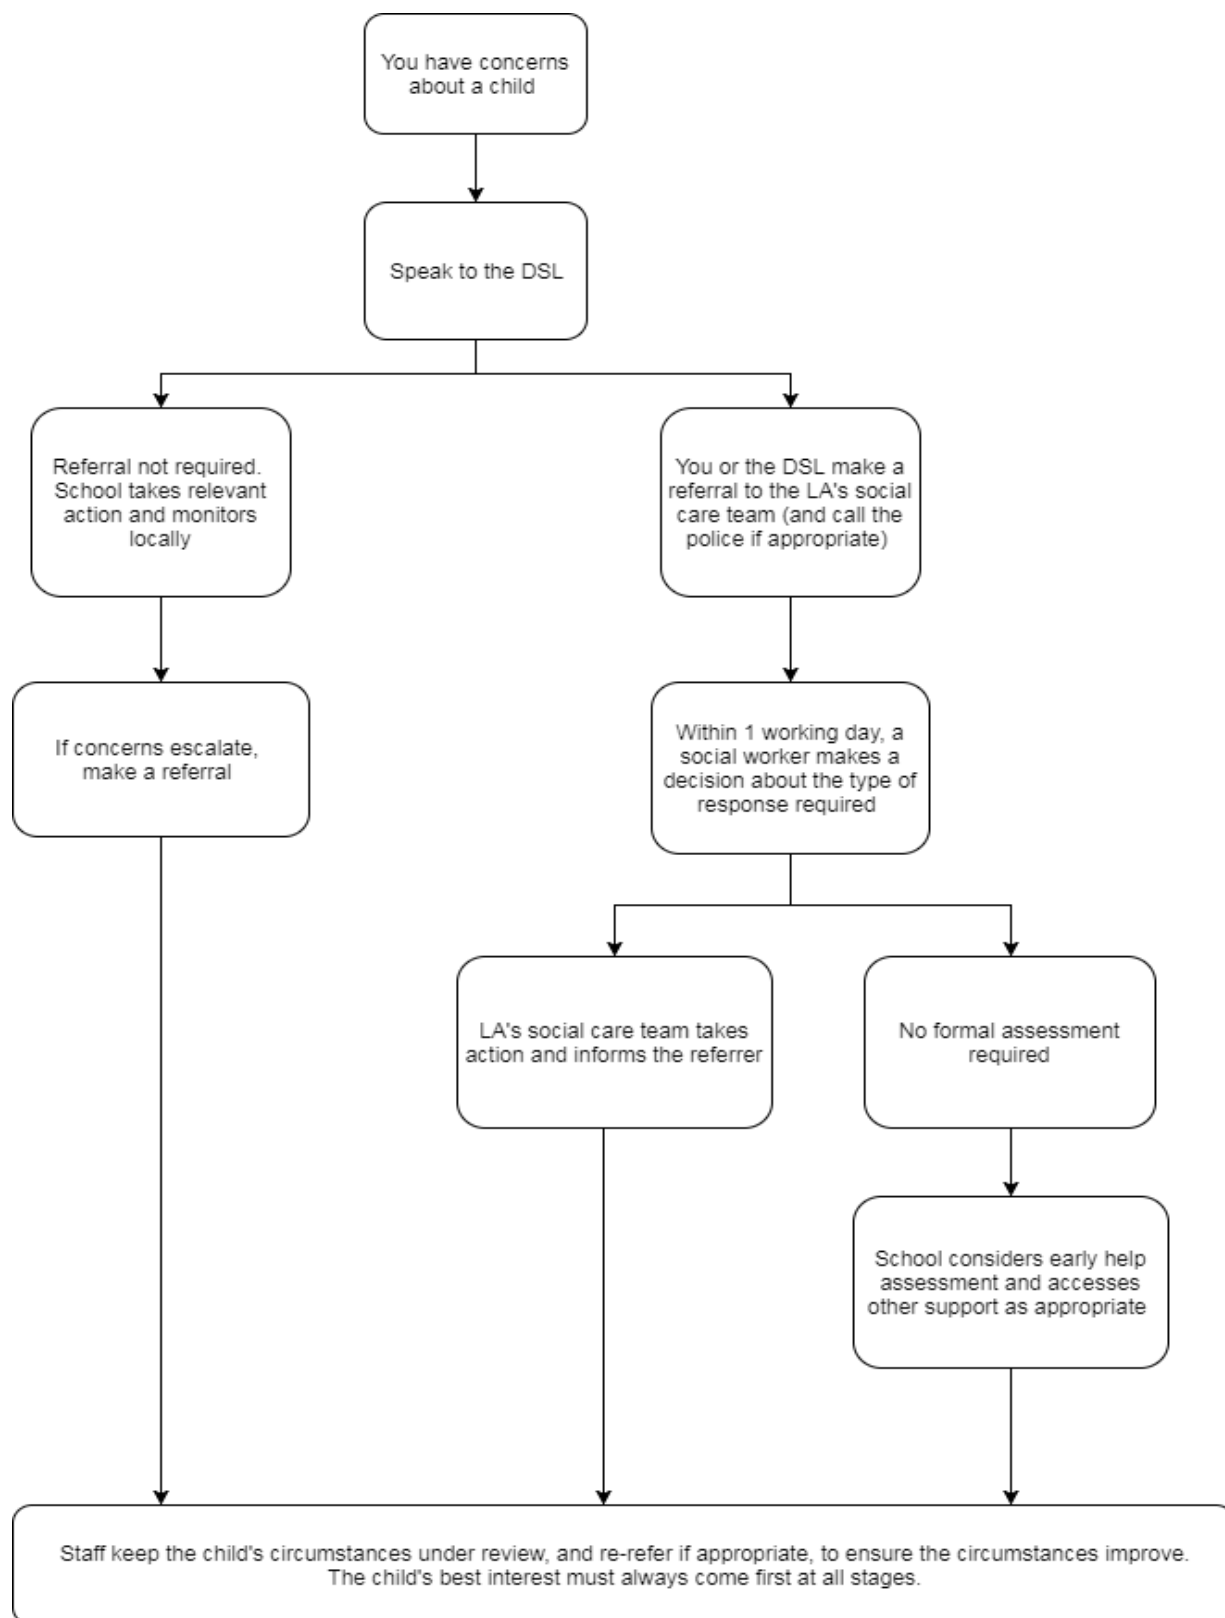 You have concerns
about a child
Speak to the DSL
Referral not required.
School takes relevant
action and monitors
locally
You or the DSL make a
referral to the LA's social
care team (and call the
police if appropriate)
If concerns escalate,
make a referral
Within 1 working day, a
social worker makes a
decision about the type of
response required
LA's social care team takes
action and informs the referrer
No formal assessment
required
School considers early help
assessment and accesses
other support as appropriate
Staff keep the child's circumstances under review, and re-refer if appropriate, to ensure the circumstances improve.
The child's best interest must always come first at all stages.